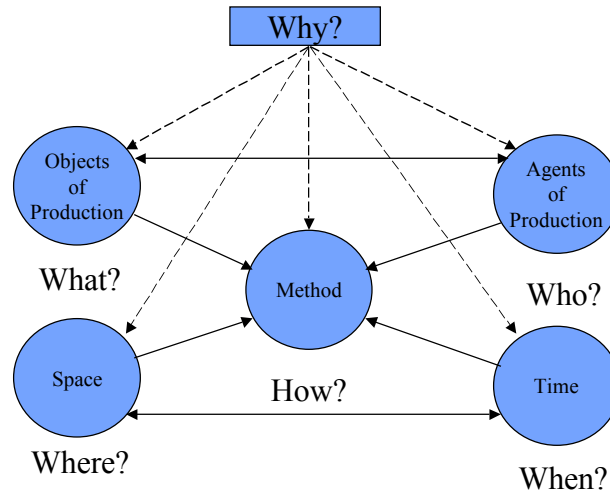 Why?
Objects
of
Production
Agents
of
Production
What?
Method
Who?
Space
How?
Time
Where?
When?